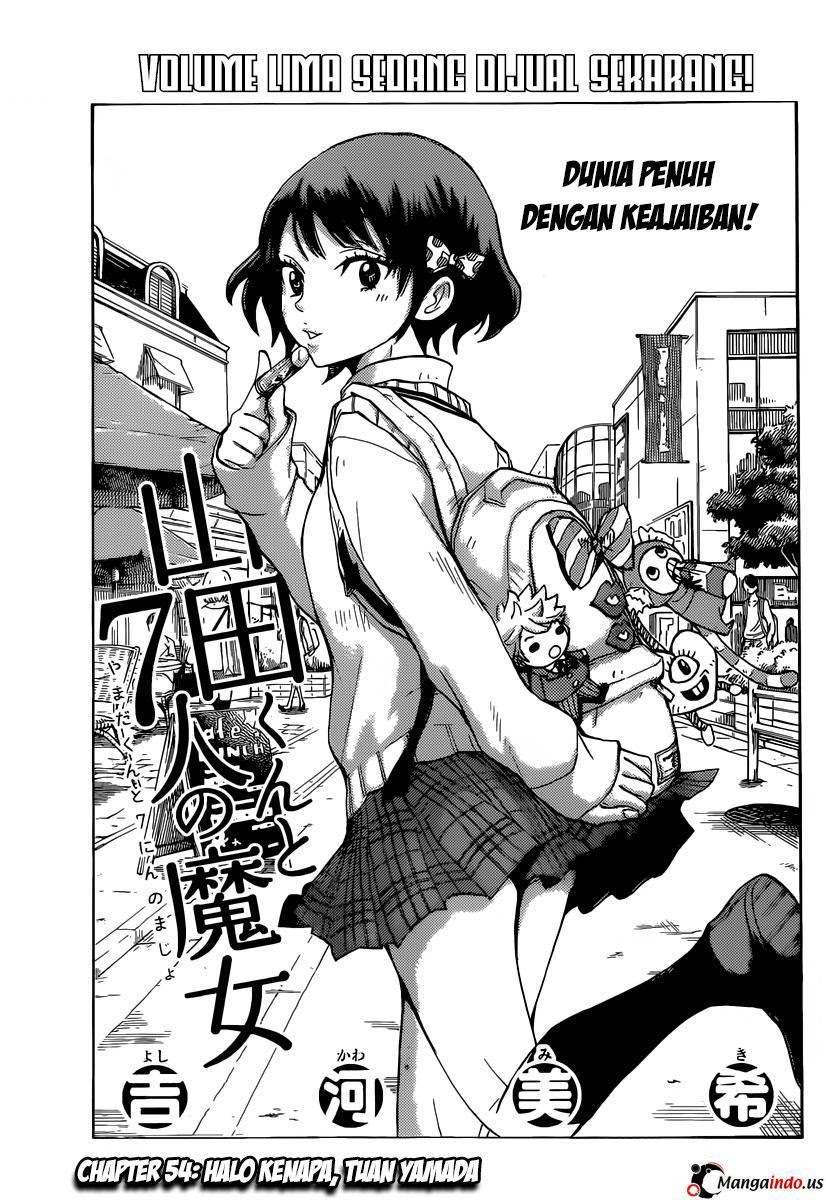 VOLUME LIMA SEDANG DIJUAL SEKARANG!
DUNIA PENUH
DENGAN KEAJAIBAN!
山田くんと
7人の魔女
やまだくんと7にんのまじょ
よし かわ み き
吉 河 美 希
CHAPTER 54: HALO KENAPA, TUAN YAMADA
Mangaindo.us